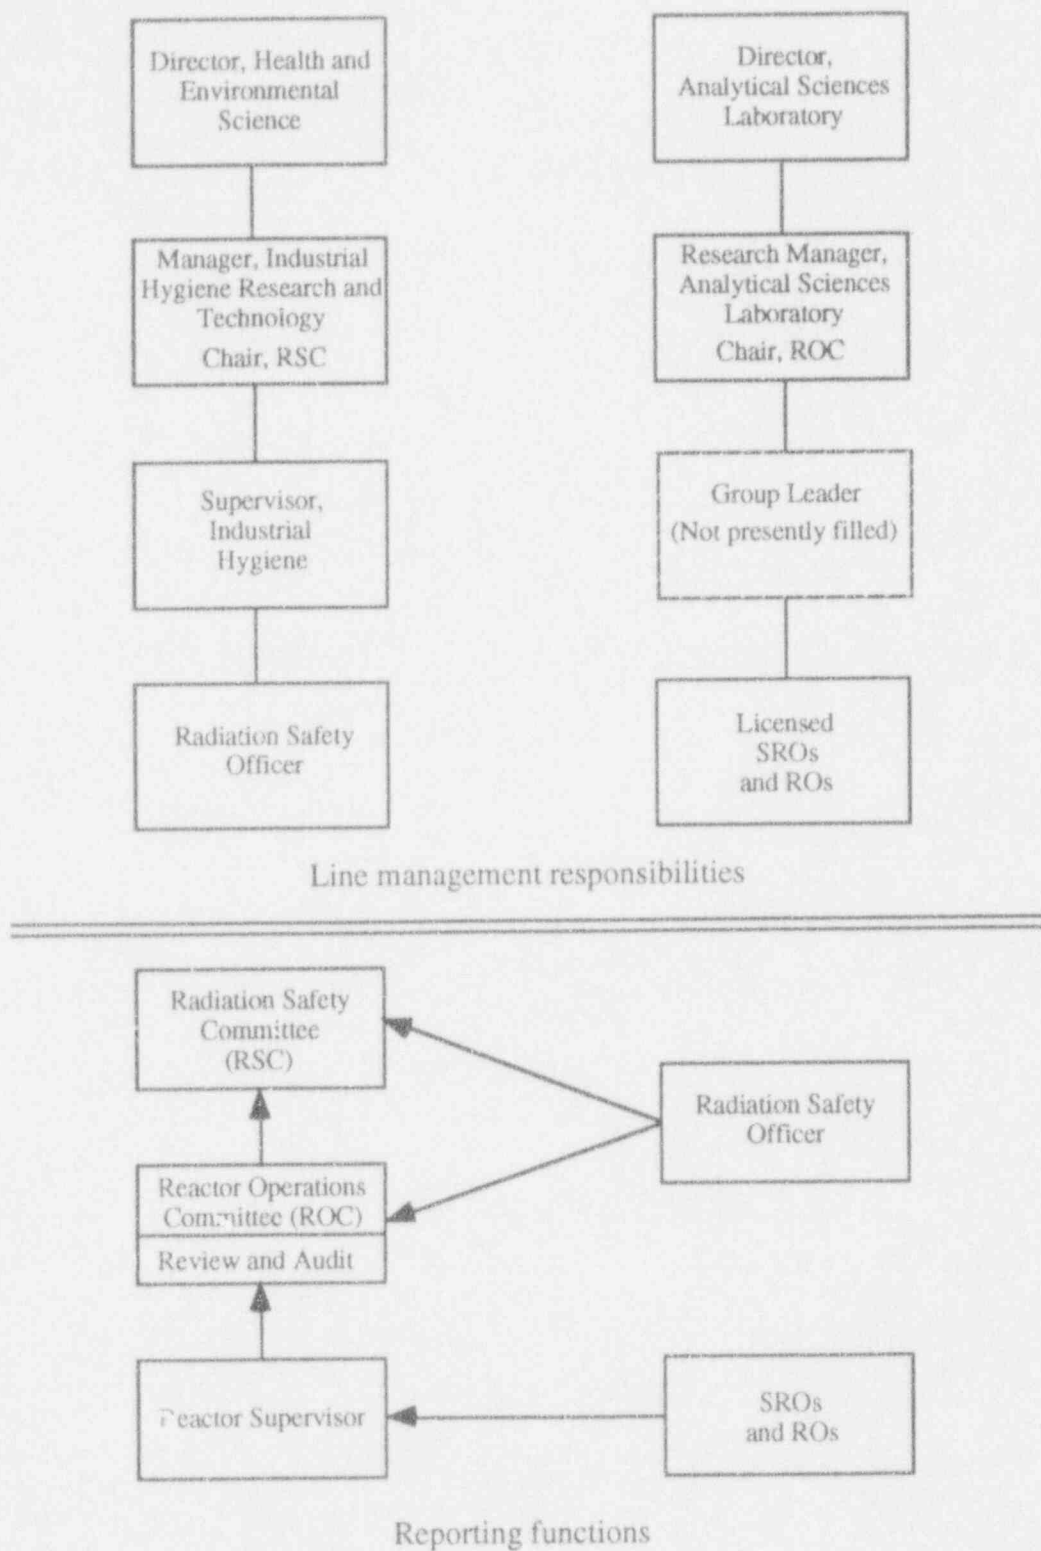 Director, Health and
Environmental
Science
Director,
Analytical Sciences
Laboratory
Manager, Industrial
Hygiene Research and
Technology
Chair, RSC
Research Manager,
Analytical Sciences
Laboratory
Chair, ROC
Supervisor,
Industrial
Hygiene
Group Leader
(Not presently filled)
Radiation Safety
Officer
Licensed
SROs
and ROs
Line management responsibilities
Radiation Safety
Committee
(RSC)
Radiation Safety
Officer
Reactor Operations
Committee (ROC)
Review and Audit
Reactor Supervisor
SROs
and ROs
Reporting functions